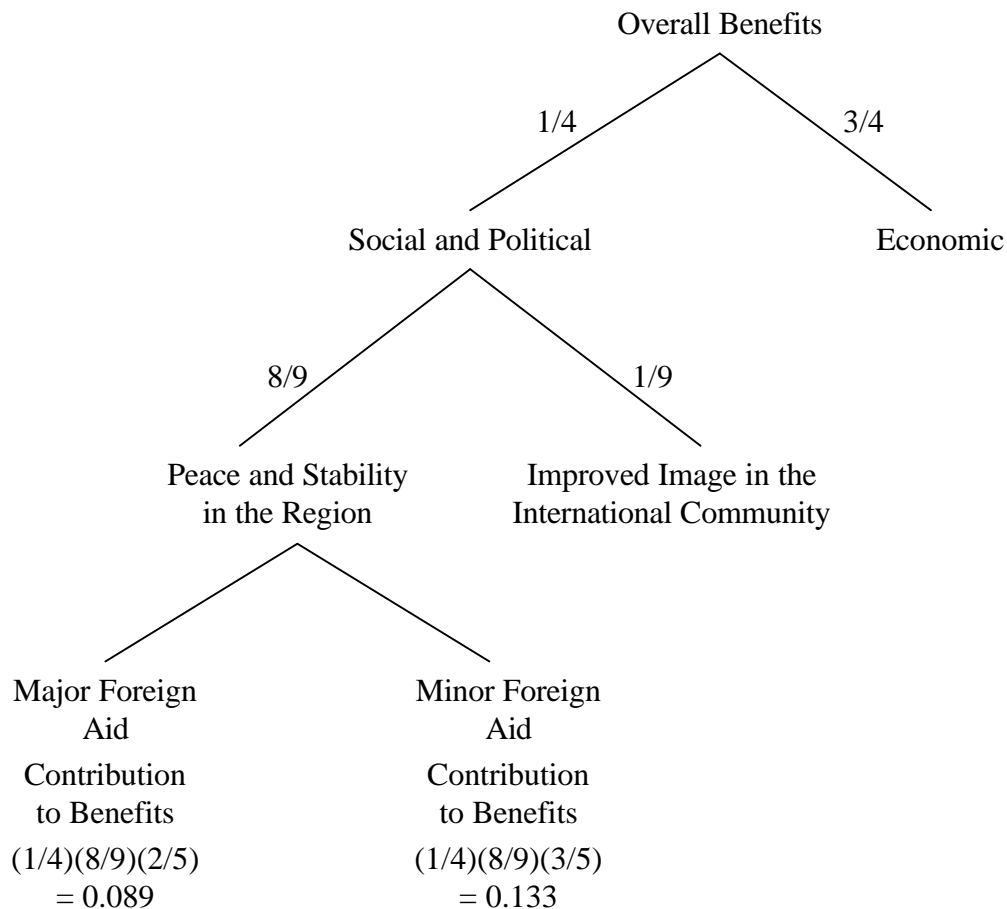 Overall Benefits
1/4
3/4
Social and Political
Economic
8/9
1/9
Peace and Stability
in the Region
Improved Image in the
International Community
Major Foreign
Aid
Contribution
to Benefits
(1/4)(8/9)(2/5)
= 0.089
Minor Foreign
Aid
Contribution
to Benefits
(1/4)(8/9)(3/5)
= 0.133